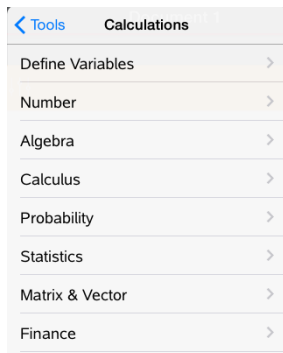 Tools Calculations
Define Variables
Number
Algebra
Calculus
Probability
Statistics
Matrix & Vector
Finance